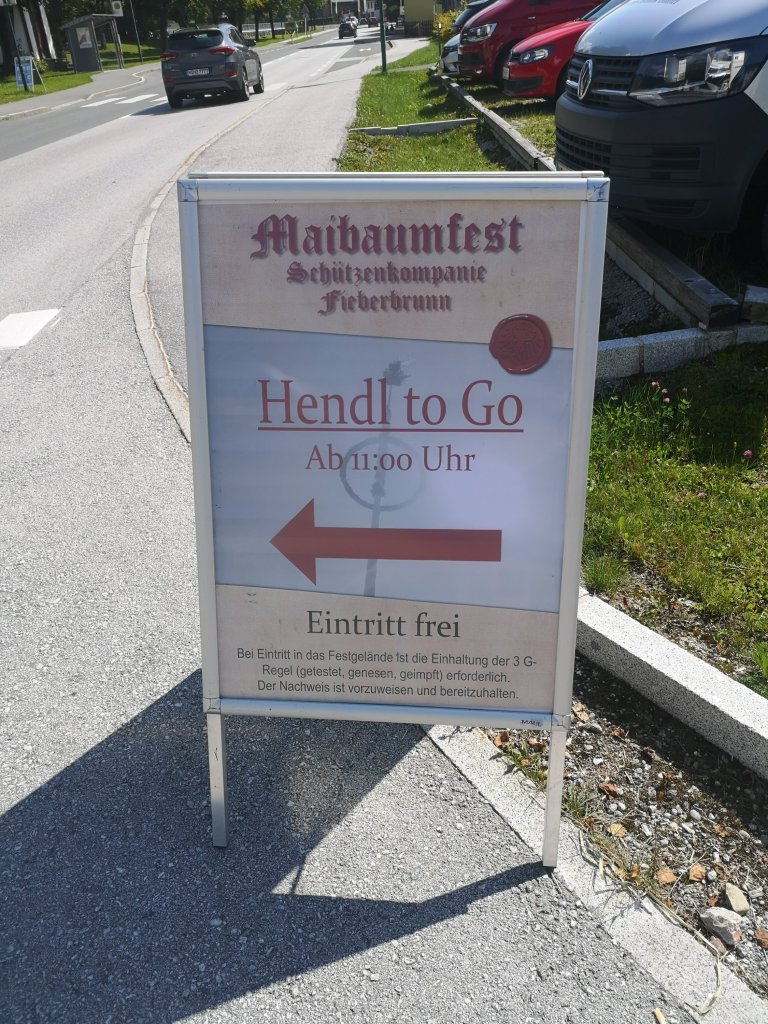 Maibaumfest
Schützenkompanie
Fieberbrunn
Hendl to Go
Ab 11:00 Uhr
Eintritt frei
Bei Eintritt in das Festgelände ist die Einhaltung der 3 G-
Regel (getestet, genesen, geimpft) erforderlich.
Der Nachweis ist vorzuweisen und bereitzuhalten.